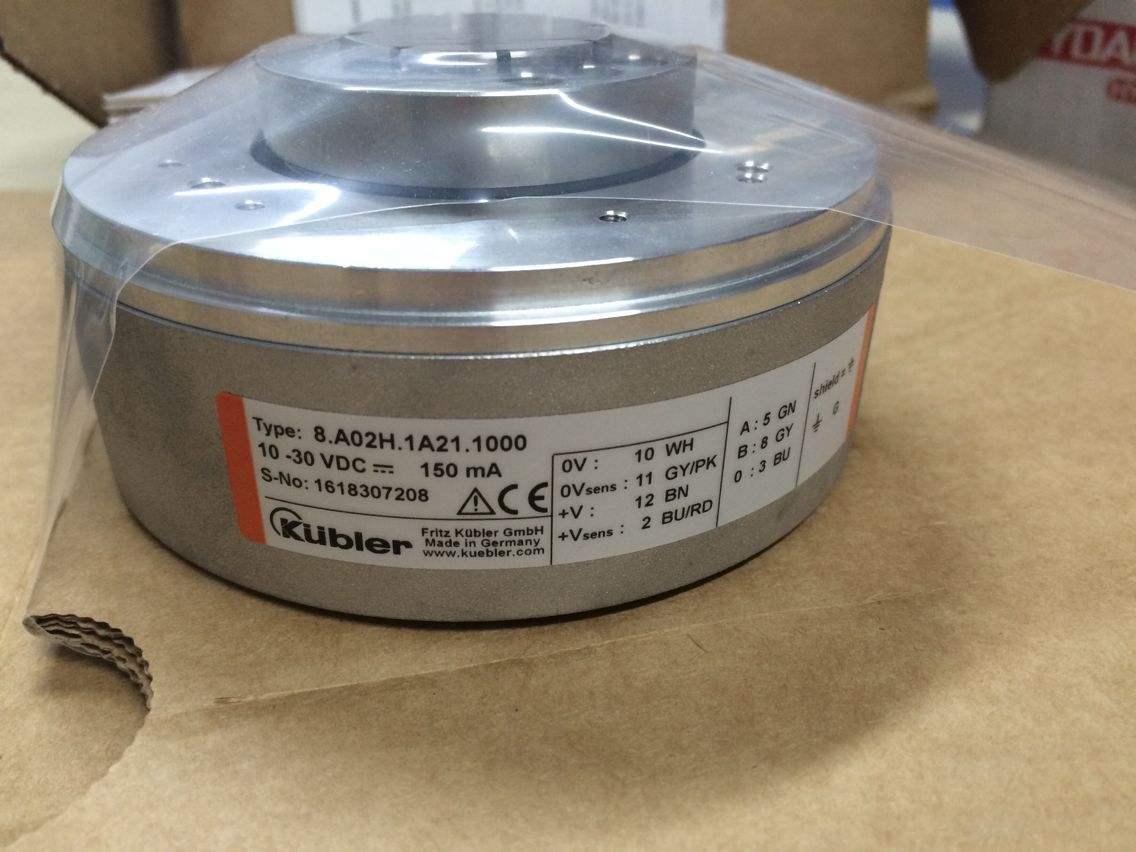 Type: 8.A02H.1A21.1000
10 -30 VDC ⎓ 150 mA
S-No: 1618307208
CE
Kübler
Fritz Kübler GmbH
Made in Germany
www.kuebler.com
0V : 10 WH
0Vsens : 11 GY/PK
+V : 12 BN
+Vsens : 2 BU/RD
A : 5 GN
B : 8 GY
0 : 3 BU
shield =
YDA